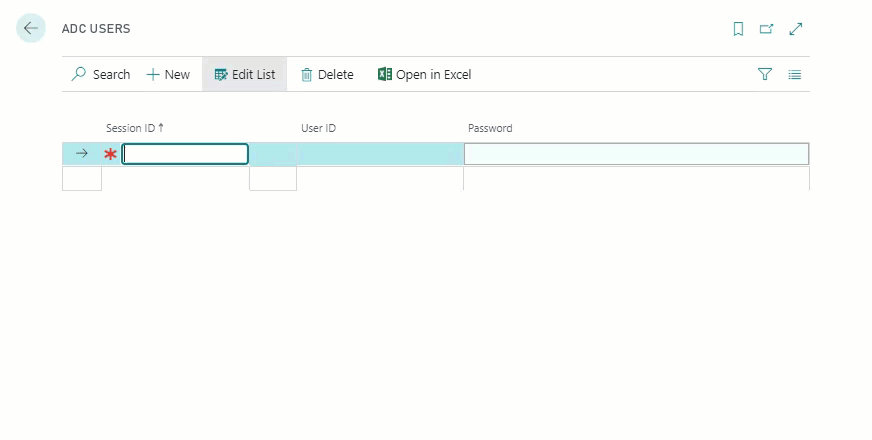 ADC USERS
Search New Edit List Delete Open in Excel
Session ID ↑ User ID Password